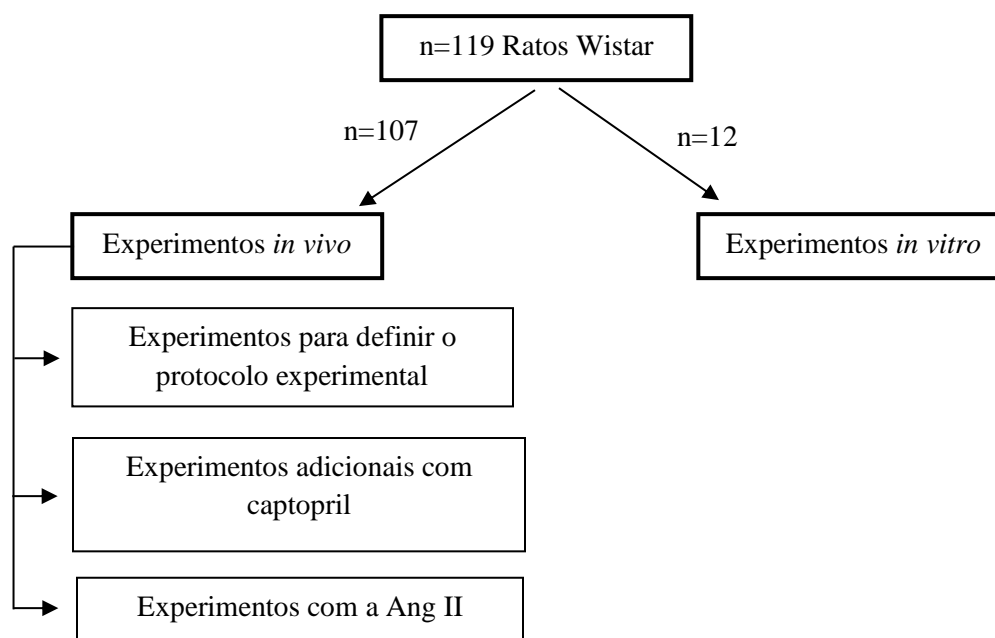 n=119 Ratos Wistar
n=107
n=12
Experimentos in vivo
Experimentos in vitro
Experimentos para definir o
protocolo experimental
Experimentos adicionais com
captopril
Experimentos com a Ang II